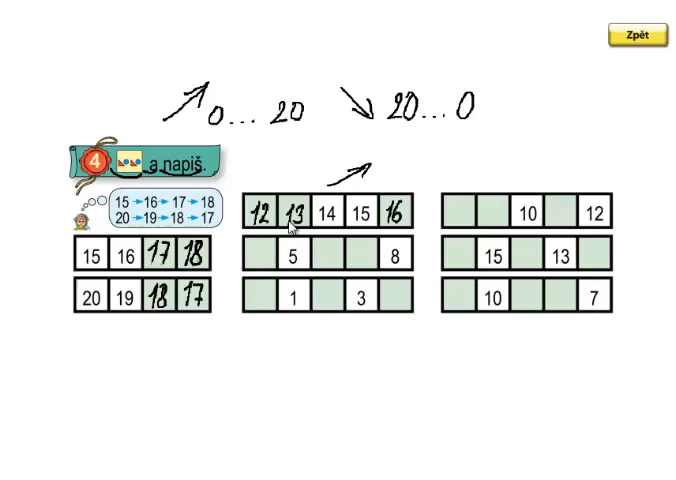 Zpět
0... 20 20...0
4 a napiš.
15 → 16 → 17 → 18
20 → 19 → 18 → 17
12 13 14 15 16
10 12
15 16 17 18
5 8
15 13
20 19 18 17
1 3
10 7